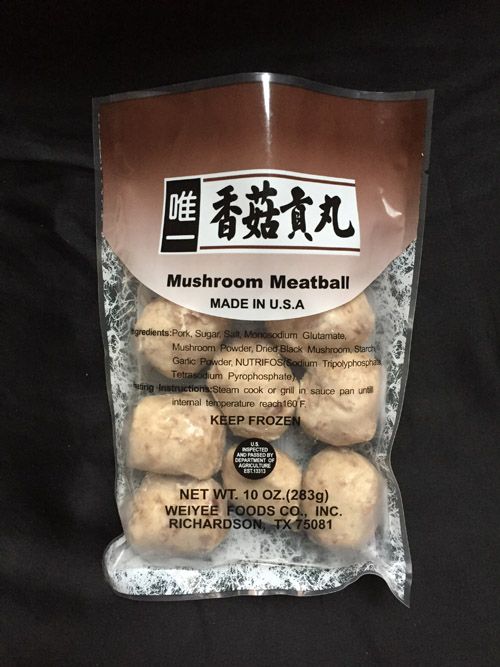 唯一
香菇貢丸
Mushroom Meatball
MADE IN U.S.A
ngredients:Pork, Sugar, Salt, Monosodium Glutamate,
Mushroom Powder, Dried Black Mushroom, Starch
Garlic Powder, NUTRIFOS(Sodium Tripolyphosphate,
Tetrasodium Pyrophosphate)
ating Instructions:Steam cook or grill in sauce pan untill
internal temperature reach160 F.
KEEP FROZEN
U.S.
INSPECTED
AND PASSED BY
DEPARTMENT OF
AGRICULTURE
EST.13313
NET WT. 10 OZ.(283g)
WEIYEE FOODS CO., INC.
RICHARDSON, TX 75081